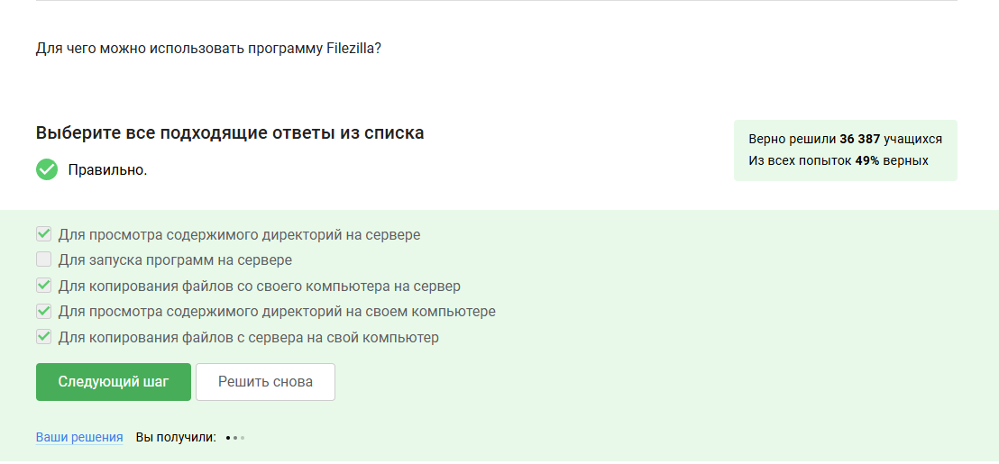 Для чего можно использовать программу Filezilla?
Выберите все подходящие ответы из списка
Правильно.
Верно решили 36 387 учащихся
Из всех попыток 49% верных
Для просмотра содержимого директорий на сервере
Для запуска программ на сервере
Для копирования файлов со своего компьютера на сервер
Для просмотра содержимого директорий на своем компьютере
Для копирования файлов с сервера на свой компьютер
Следующий шаг Решить снова
Ваши решения Вы получили: